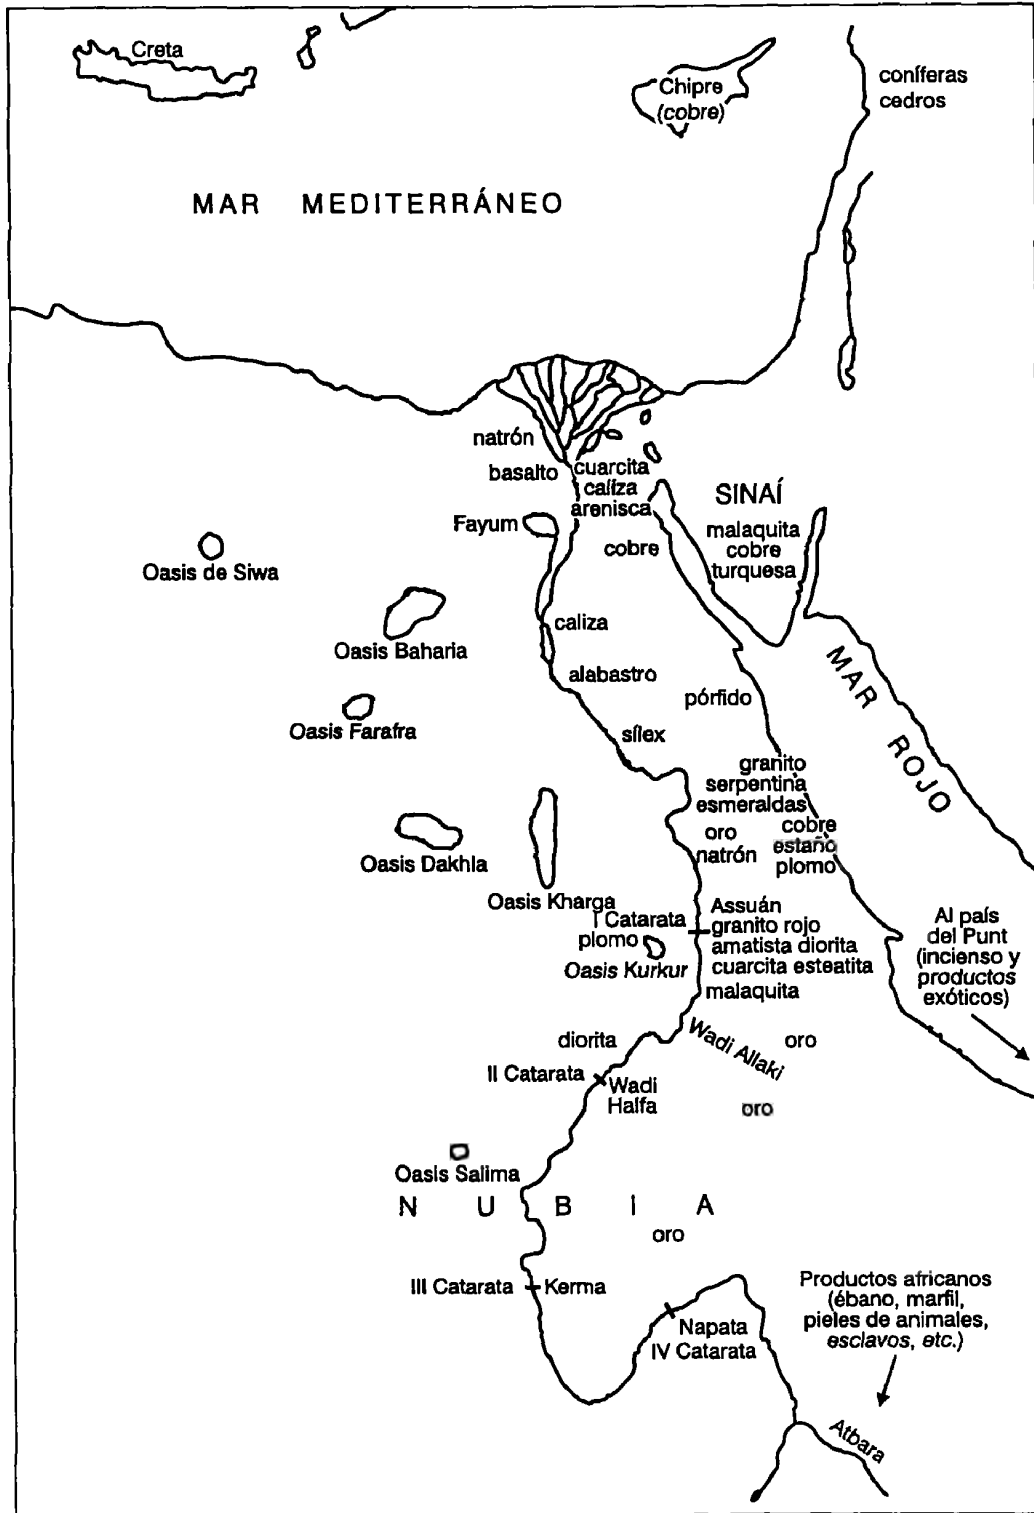 Creta
Chipre
(cobre)
coníferas
cedros
MAR MEDITERRÁNEO
natrón
basalto
cuarcita
caliza
arenisca
SINAÍ
malaquita
cobre
turquesa
Fayum
cobre
Oasis de Siwa
Oasis Baharia
caliza
alabastro
MAR ROJO
Oasis Farafra
pórfido
sílex
granito
serpentina
esmeraldas
oro
natrón
cobre
estaño
plomo
Oasis Dakhla
Oasis Kharga
I Catarata
plomo
Oasis Kurkur
Assuán
granito rojo
amatista diorita
cuarcita esteatita
malaquita
Al país
del Punt
(incienso y
productos
exóticos)
diorita
Wadi Allaki
oro
II Catarata
Wadi
Halfa
oro
Oasis Salima
NUBIA
oro
III Catarata
Kerma
Napata
IV Catarata
Productos africanos
(ébano, marfil,
pieles de animales,
esclavos, etc.)
Atbara